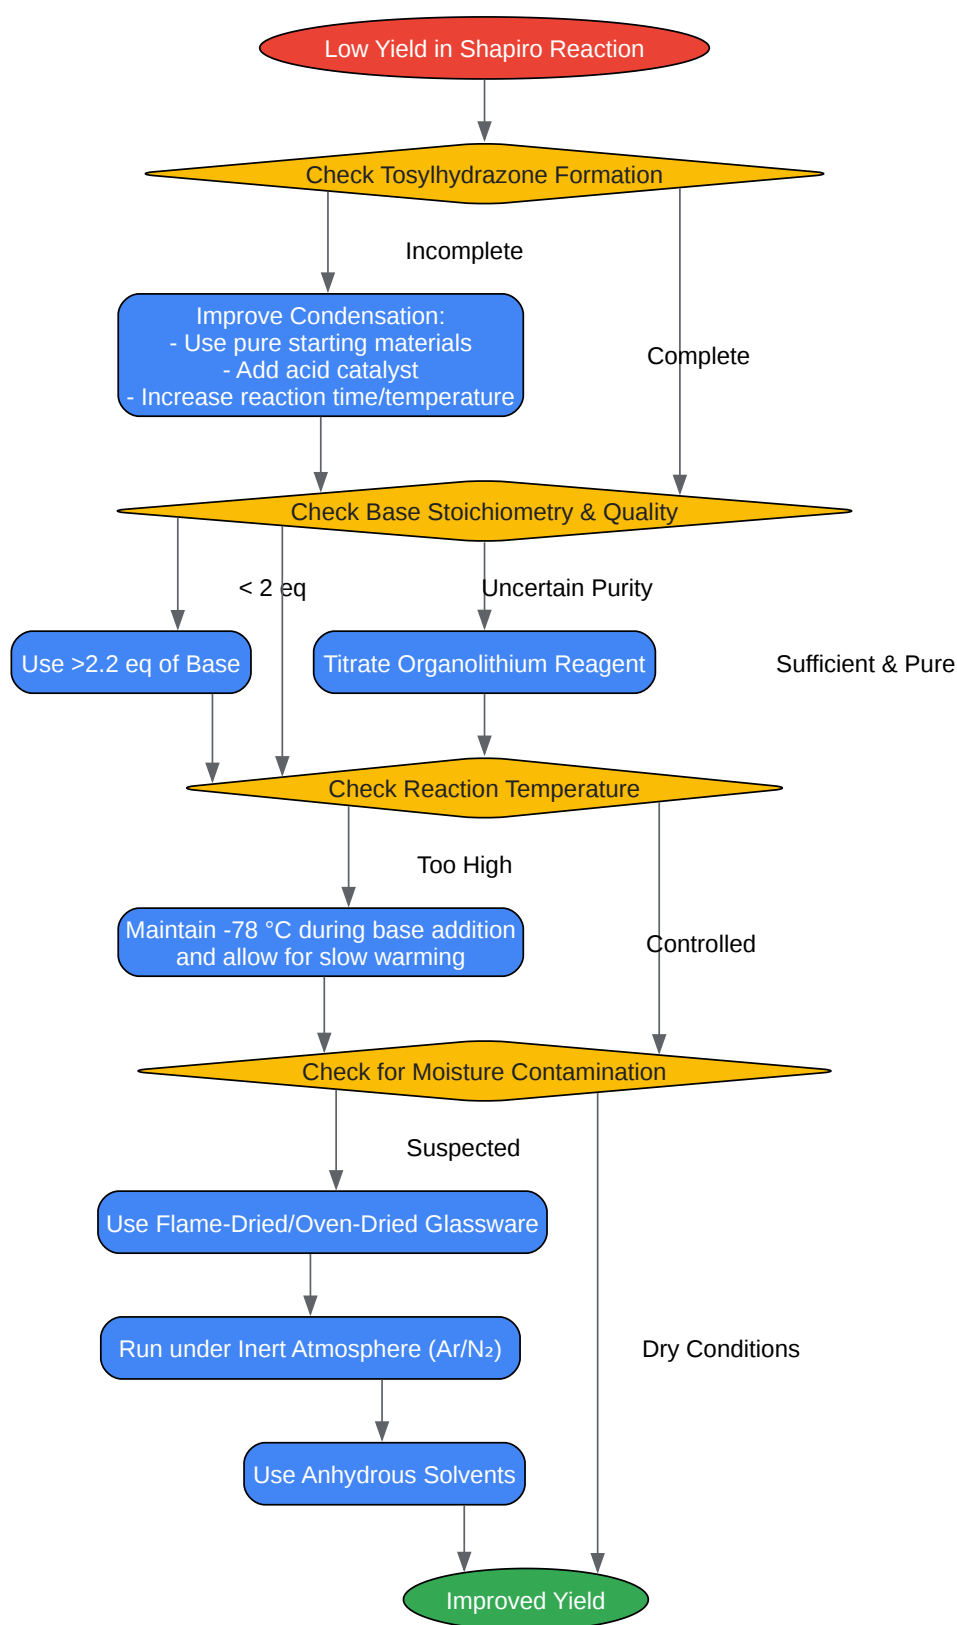 Low Yield in Shapiro Reaction
Check Tosylhydrazone Formation
Incomplete
Improve Condensation:
- Use pure starting materials
- Add acid catalyst
- Increase reaction time/temperature
Complete
Check Base Stoichiometry & Quality
< 2 eq
Uncertain Purity
Use >2.2 eq of Base
Titrate Organolithium Reagent
Sufficient & Pure
Check Reaction Temperature
Too High
Maintain -78 °C during base addition
and allow for slow warming
Controlled
Check for Moisture Contamination
Suspected
Use Flame-Dried/Oven-Dried Glassware
Run under Inert Atmosphere (Ar/N₂)
Dry Conditions
Use Anhydrous Solvents
Improved Yield